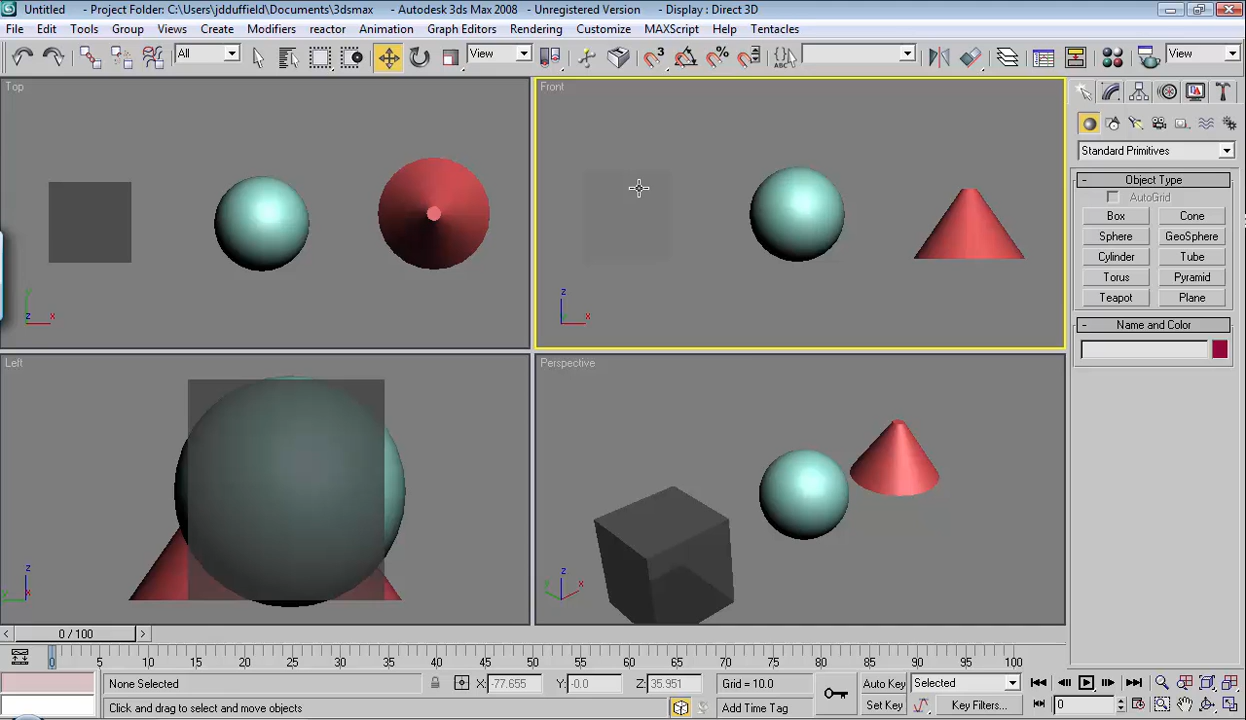 Untitled - Project Folder: C:\Users\jdduffield\Documents\3dsmax - Autodesk 3ds Max 2008 - Unregistered Version - Display : Direct 3D
File Edit Tools Group Views Create Modifiers reactor Animation Graph Editors Rendering Customize MAXScript Help Tentacles
All View 3 % ABC View
Top Front
Standard Primitives
- Object Type
AutoGrid
Box Cone
Sphere GeoSphere
Cylinder Tube
Torus Pyramid
Teapot Plane
z x z x
y
- Name and Color
Left Perspective
z y x z y x
< 0 / 100 >
0 5 10 15 20 25 30 35 40 45 50 55 60 65 70 75 80 85 90 95 100
None Selected X: -77.655 Y: -0.0 Z: 35.951 Grid = 10.0 Auto Key Selected
Click and drag to select and move objects Add Time Tag Set Key Key Filters... 0